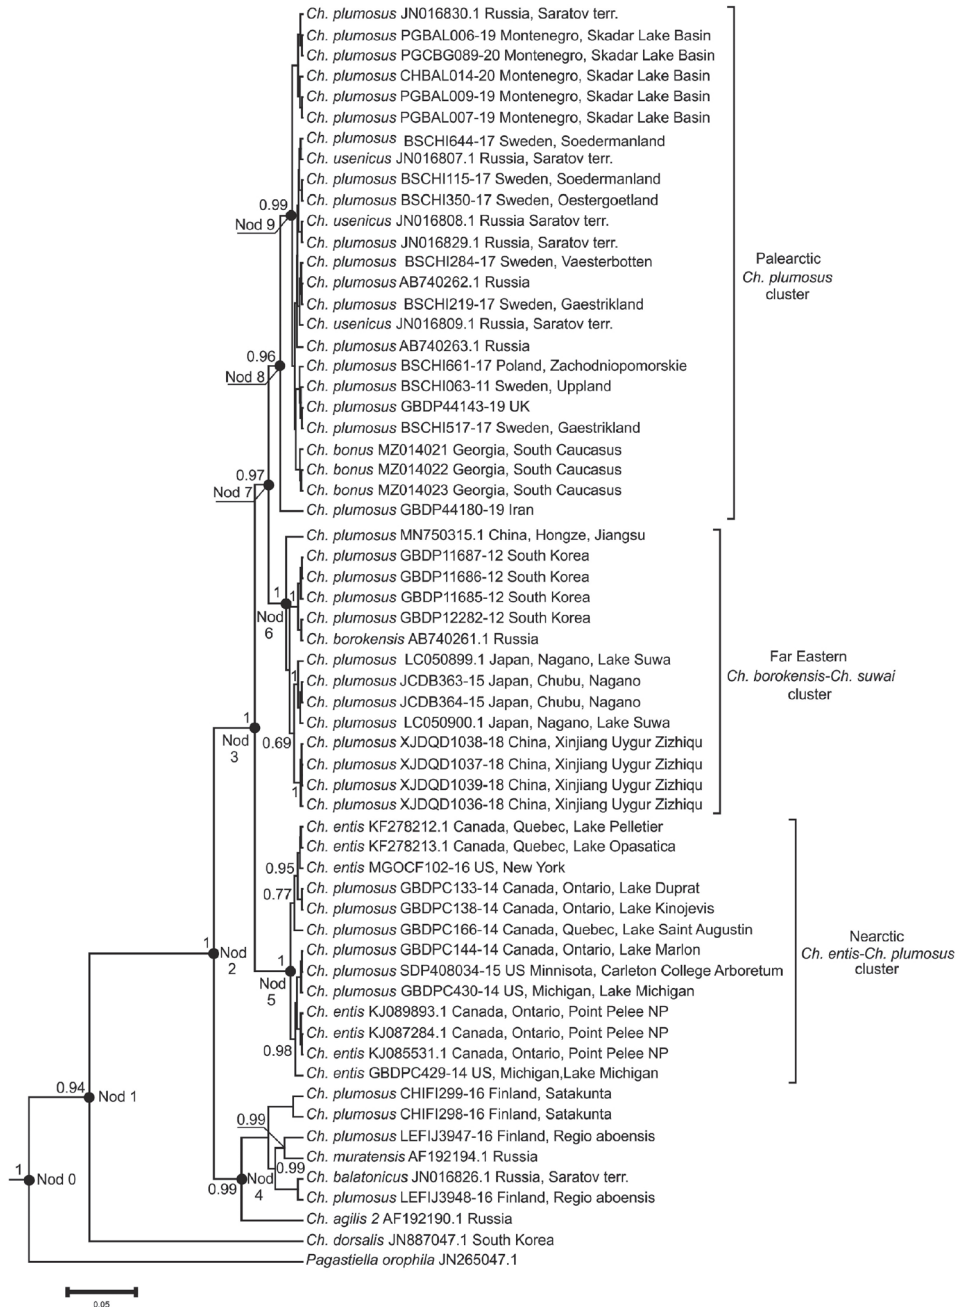 Ch. plumosus JN016830.1 Russia, Saratov terr.
Ch. plumosus PGBAL006-19 Montenegro, Skadar Lake Basin
Ch. plumosus PGCBG089-20 Montenegro, Skadar Lake Basin
Ch. plumosus CHBAL014-20 Montenegro, Skadar Lake Basin
Ch. plumosus PGBAL009-19 Montenegro, Skadar Lake Basin
Ch. plumosus PGBAL007-19 Montenegro, Skadar Lake Basin
Ch. plumosus BSCHI644-17 Sweden, Soedermanland
Ch. usenicus JN016807.1 Russia, Saratov terr.
Ch. plumosus BSCHI115-17 Sweden, Soedermanland
Ch. plumosus BSCHI350-17 Sweden, Oestergoetland
0.99
Nod 9
Ch. usenicus JN016808.1 Russia Saratov terr.
Ch. plumosus JN016829.1 Russia, Saratov terr.
Ch. plumosus BSCHI284-17 Sweden, Vaesterbotten
Ch. plumosus AB740262.1 Russia
Ch. plumosus BSCHI219-17 Sweden, Gaestrikland
Ch. usenicus JN016809.1 Russia, Saratov terr.
Ch. plumosus AB740263.1 Russia
Palearctic
Ch. plumosus
cluster
0.96
Nod 8
Ch. plumosus BSCHI661-17 Poland, Zachodniopomorskie
Ch. plumosus BSCHI063-11 Sweden, Uppland
Ch. plumosus GBDP44143-19 UK
Ch. plumosus BSCHI517-17 Sweden, Gaestrikland
Ch. bonus MZ014021 Georgia, South Caucasus
Ch. bonus MZ014022 Georgia, South Caucasus
Ch. bonus MZ014023 Georgia, South Caucasus
0.97
Nod 7
Ch. plumosus GBDP44180-19 Iran
Ch. plumosus MN750315.1 China, Hongze, Jiangsu
Ch. plumosus GBDP11687-12 South Korea
Ch. plumosus GBDP11686-12 South Korea
Ch. plumosus GBDP11685-12 South Korea
1
1
Nod
6
Ch. plumosus GBDP12282-12 South Korea
Ch. borokensis AB740261.1 Russia
Ch. plumosus LC050899.1 Japan, Nagano, Lake Suwa
Ch. plumosus JCDB363-15 Japan, Chubu, Nagano
1
Ch. plumosus JCDB364-15 Japan, Chubu, Nagano
Ch. plumosus LC050900.1 Japan, Nagano, Lake Suwa
Far Eastern
Ch. borokensis-Ch. suwai
cluster
1
Nod
3
0.69
Ch. plumosus XJDQD1038-18 China, Xinjiang Uygur Zizhiqu
Ch. plumosus XJDQD1037-18 China, Xinjiang Uygur Zizhiqu
Ch. plumosus XJDQD1039-18 China, Xinjiang Uygur Zizhiqu
1
Ch. plumosus XJDQD1036-18 China, Xinjiang Uygur Zizhiqu
Ch. entis KF278212.1 Canada, Quebec, Lake Pelletier
Ch. entis KF278213.1 Canada, Quebec, Lake Opasatica
0.95
Ch. entis MGOCF102-16 US, New York
0.77
Ch. plumosus GBDPC133-14 Canada, Ontario, Lake Duprat
Ch. plumosus GBDPC138-14 Canada, Ontario, Lake Kinojevis
Ch. plumosus GBDPC166-14 Canada, Quebec, Lake Saint Augustin
1
Nod
2
Ch. plumosus GBDPC144-14 Canada, Ontario, Lake Marlon
1
Nod
5
Ch. plumosus SDP408034-15 US Minnisota, Carleton College Arboretum
Ch. plumosus GBDPC430-14 US, Michigan, Lake Michigan
Nearctic
Ch. entis-Ch. plumosus
cluster
Ch. entis KJ089893.1 Canada, Ontario, Point Pelee NP
Ch. entis KJ087284.1 Canada, Ontario, Point Pelee NP
0.98
Ch. entis KJ085531.1 Canada, Ontario, Point Pelee NP
Ch. entis GBDPC429-14 US, Michigan,Lake Michigan
0.94
Nod 1
Ch. plumosus CHIFI299-16 Finland, Satakunta
Ch. plumosus CHIFI298-16 Finland, Satakunta
0.99
Ch. plumosus LEFIJ3947-16 Finland, Regio aboensis
Ch. muratensis AF192194.1 Russia
0.99
1
Nod 0
0.99
Nod
4
Ch. balatonicus JN016826.1 Russia, Saratov terr.
Ch. plumosus LEFIJ3948-16 Finland, Regio aboensis
Ch. agilis 2 AF192190.1 Russia
Ch. dorsalis JN887047.1 South Korea
Pagastiella orophila JN265047.1
0.05